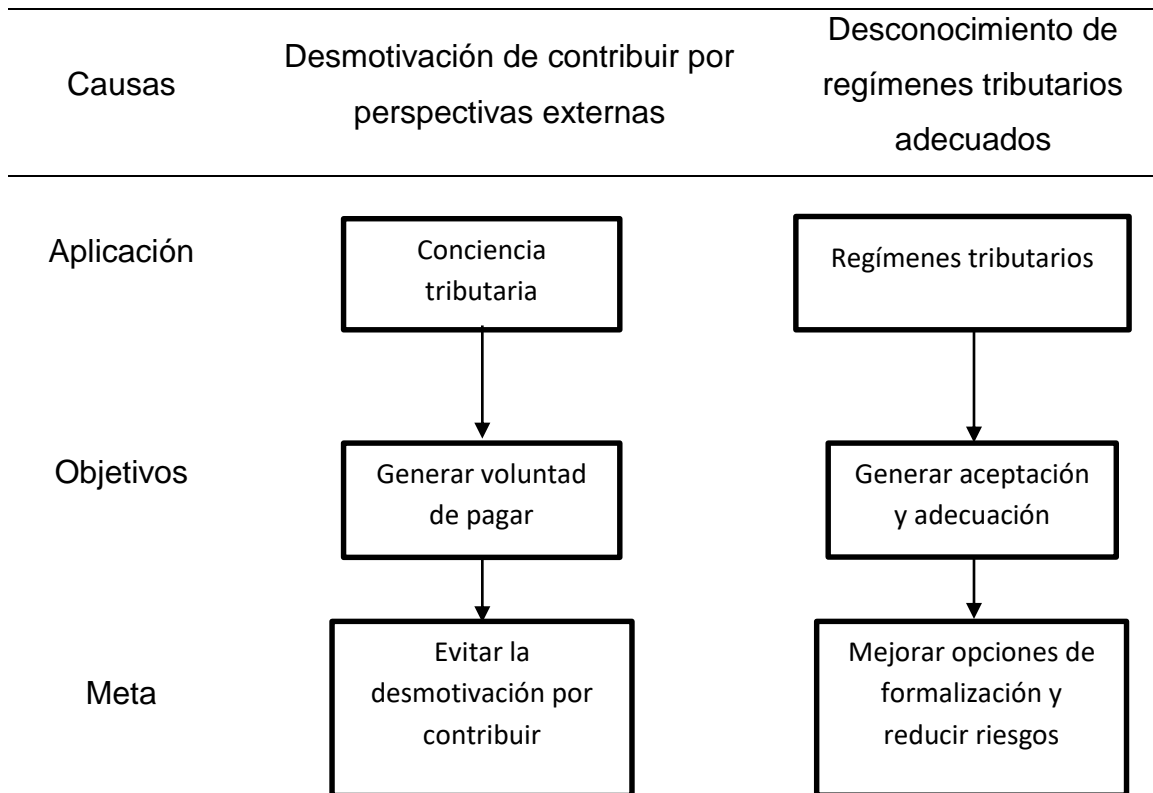 Causas
Desmotivación de contribuir por
perspectivas externas
Desconocimiento de
regímenes tributarios
adecuados
Aplicación
Conciencia
tributaria
Regímenes tributarios
Objetivos
Generar voluntad
de pagar
Generar aceptación
y adecuación
Meta
Evitar la
desmotivación por
contribuir
Mejorar opciones de
formalización y
reducir riesgos